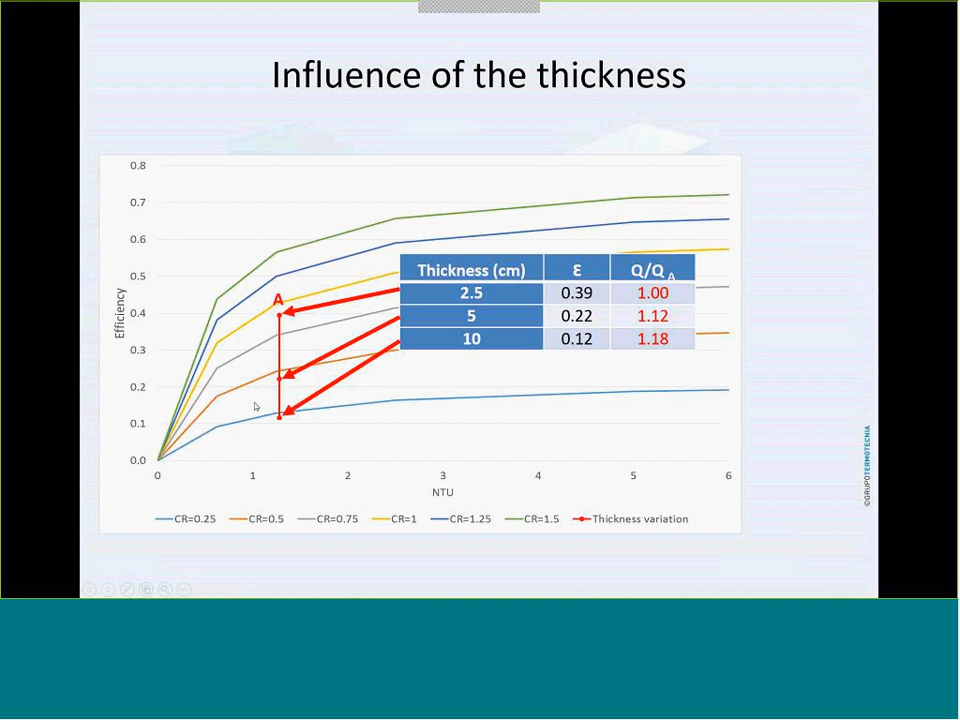 Influence of the thickness
0.8
0.7
0.6
0.5
0.4
0.3
0.2
0.1
0.0
Efficiency
A
Thickness (cm) Ɛ Q/Q A
2.5 0.39 1.00
5 0.22 1.12
10 0.12 1.18
0 1 2 3 4 5 6
NTU
CR=0.25 CR=0.5 CR=0.75 CR=1 CR=1.25 CR=1.5 Thickness variation
©GRUPOTERMOTECNIA